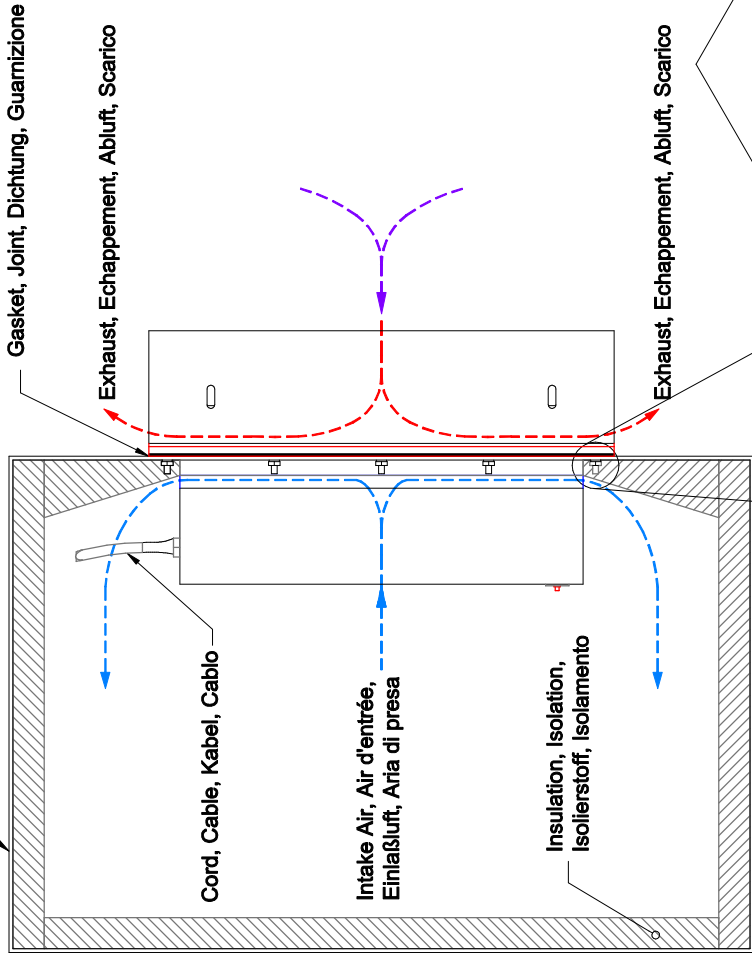 Gasket, Joint, Dichtung, Guarnizione
Exhaust, Echappement, Abluft, Scarico
Exhaust, Echappement, Abluft, Scarico
Cord, Cable, Kabel, Cablo
Intake Air, Air d'entrée,
Einlaßluft, Aria di presa
Insulation, Isolation,
Isolierstoff, Isolamento